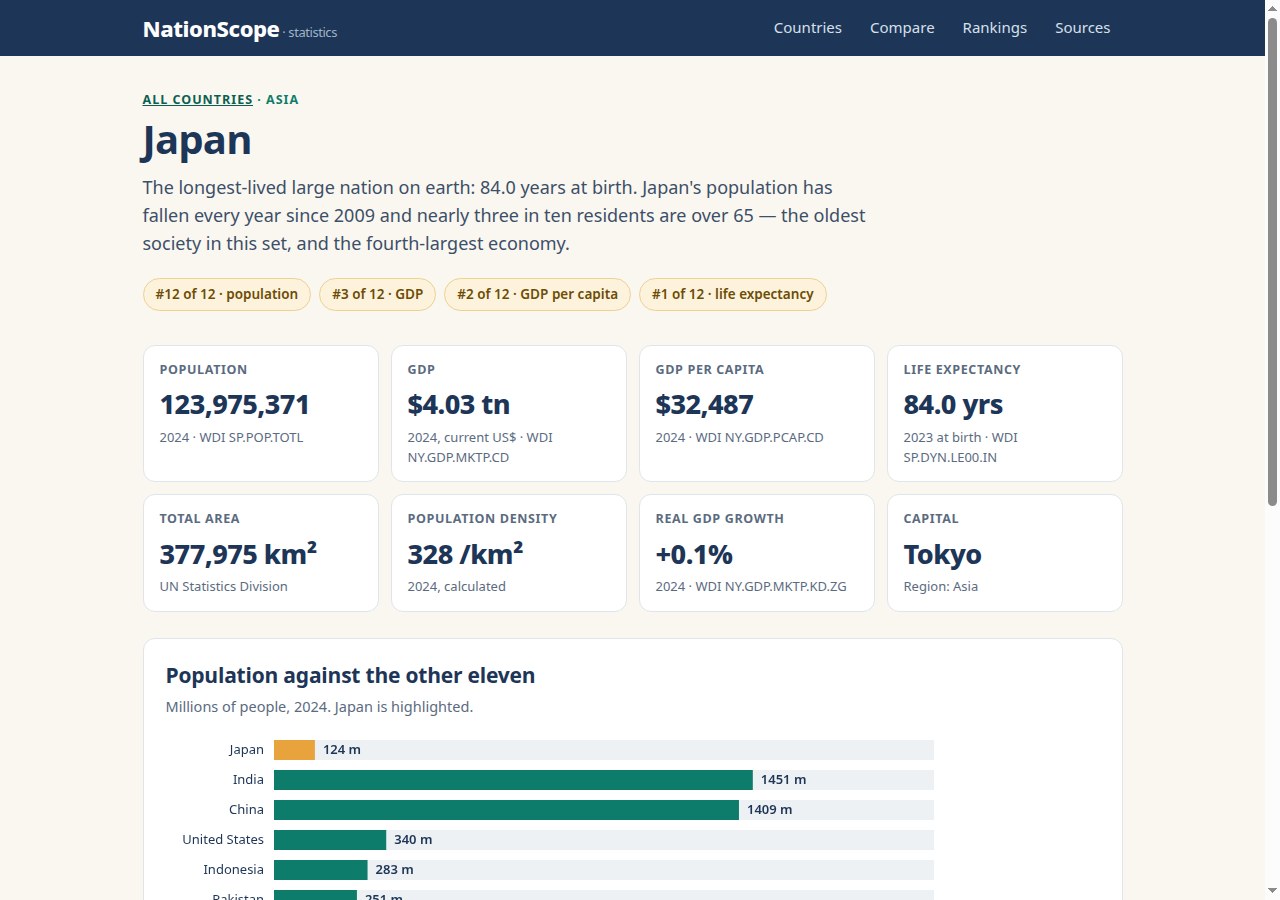 NationScope · statistics
Countries Compare Rankings Sources
ALL COUNTRIES · ASIA
Japan
The longest-lived large nation on earth: 84.0 years at birth. Japan's population has
fallen every year since 2009 and nearly three in ten residents are over 65 — the oldest
society in this set, and the fourth-largest economy.
#12 of 12 · population
#3 of 12 · GDP
#2 of 12 · GDP per capita
#1 of 12 · life expectancy
POPULATION
123,975,371
2024 · WDI SP.POP.TOTL
GDP
$4.03 tn
2024, current US$ · WDI
NY.GDP.MKTP.CD
GDP PER CAPITA
$32,487
2024 · WDI NY.GDP.PCAP.CD
LIFE EXPECTANCY
84.0 yrs
2023 at birth · WDI
SP.DYN.LE00.IN
TOTAL AREA
377,975 km²
UN Statistics Division
POPULATION DENSITY
328 /km²
2024, calculated
REAL GDP GROWTH
+0.1%
2024 · WDI NY.GDP.MKTP.KD.ZG
CAPITAL
Tokyo
Region: Asia
Population against the other eleven
Millions of people, 2024. Japan is highlighted.
Japan 124 m
India 1451 m
China 1409 m
United States 340 m
Indonesia 283 m
Pakistan 251 m